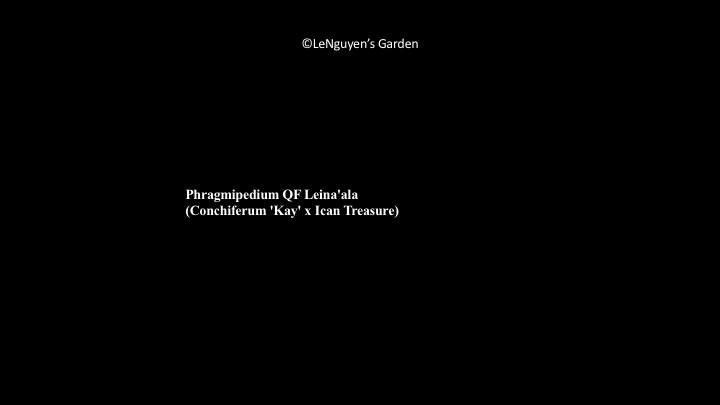 ©LeNguyen’s Garden
Phragmipedium QF Leina'ala
(Conchiferum 'Kay' x Ican Treasure)